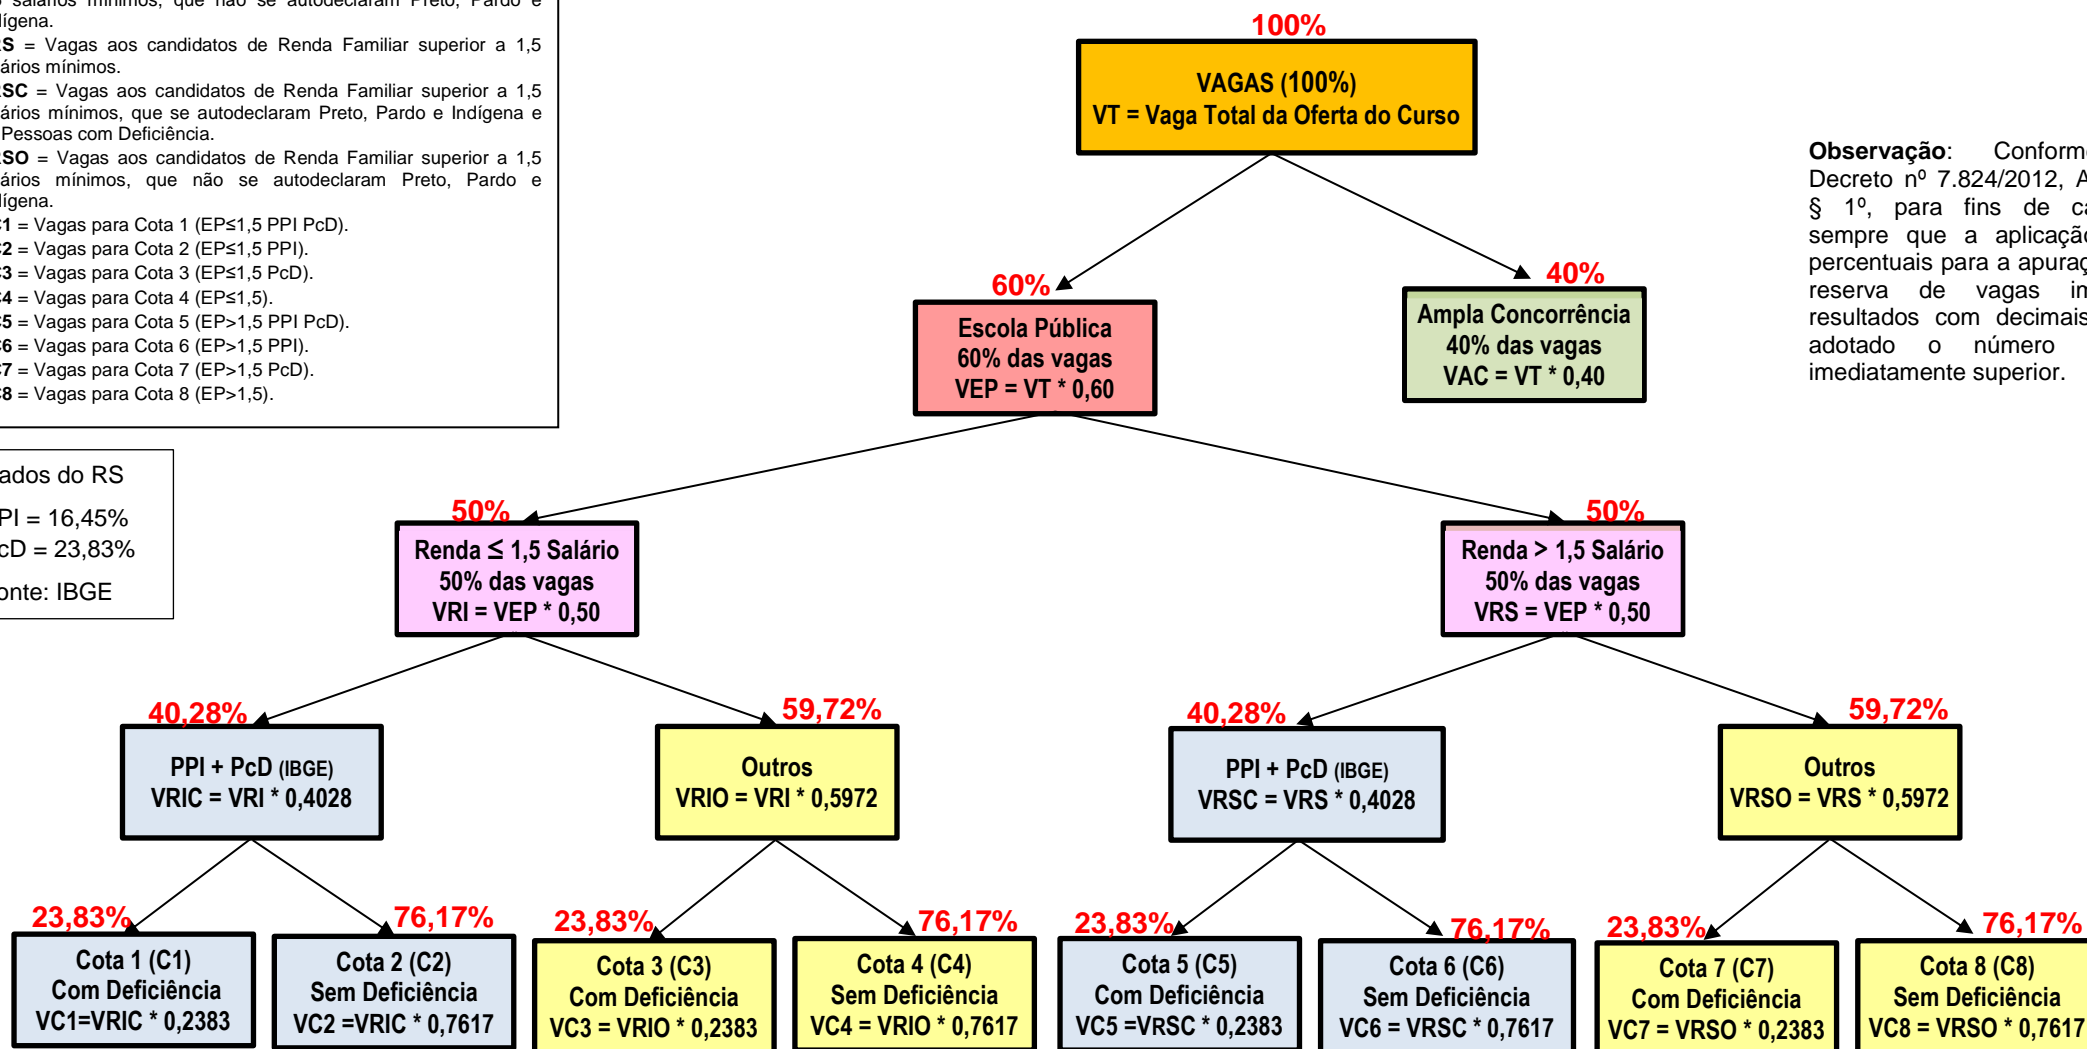 salários mínimos, que não se autodeclaram Preto, Pardo e
= Vagas aos candidatos de Renda Familiar superior a 1,5
mínimos.
= Vagas aos candidatos de Renda Familiar superior a 1,5
mínimos, que se autodeclaram Preto, Pardo e Indígena e
Pessoas com Deficiência.
= Vagas aos candidatos de Renda Familiar superior a 1,5
mínimos, que não se autodeclaram Preto, Pardo e
= Vagas para Cota 1 (EP≤1,5 PPI PcD).
= Vagas para Cota 2 (EP≤1,5 PPI).
= Vagas para Cota 3 (EP≤1,5 PcD).
= Vagas para Cota 4 (EP≤1,5).
= Vagas para Cota 5 (EP>1,5 PPI PcD).
= Vagas para Cota 6 (EP>1,5 PPI).
= Vagas para Cota 7 (EP>1,5 PcD).
= Vagas para Cota 8 (EP>1,5).
do RS
= 16,45%
= 23,83%
IBGE
100%
VAGAS (100%)
VT = Vaga Total da Oferta do Curso
Observação: Conform
Decreto nº 7.824/2012,
§ 1º, para fins de
sempre que a
percentuais para a
reserva de vagas
resultados com decimais
adotado o número
imediatamente superior.
60%
Escola Pública
60% das vagas
VEP = VT * 0,60
40%
Ampla Concorrência
40% das vagas
VAC = VT * 0,40
50%
Renda ≤ 1,5 Salário
50% das vagas
VRI = VEP * 0,50
50%
Renda > 1,5 Salário
50% das vagas
VRS = VEP * 0,50
40,28%
PPI + PcD (IBGE)
VRIC = VRI * 0,4028
59,72%
Outros
VRIO = VRI * 0,5972
40,28%
PPI + PcD (IBGE)
VRSC = VRS * 0,4028
59,72%
Outros
VRSO = VRS * 0,5972
23,83%
Cota 1 (C1)
Com Deficiência
VC1=VRIC * 0,2383
76,17%
Cota 2 (C2)
Sem Deficiência
VC2 =VRIC * 0,7617
23,83%
Cota 3 (C3)
Com Deficiência
VC3 = VRIO * 0,2383
76,17%
Cota 4 (C4)
Sem Deficiência
VC4 = VRIO * 0,7617
23,83%
Cota 5 (C5)
Com Deficiência
VC5 =VRSC * 0,2383
76,17%
Cota 6 (C6)
Sem Deficiência
VC6 = VRSC * 0,7617
23,83%
Cota 7 (C7)
Com Deficiência
VC7 = VRSO * 0,2383
76,17%
Cota 8 (C8)
Sem Deficiência
VC8 = VRSO * 0,7617